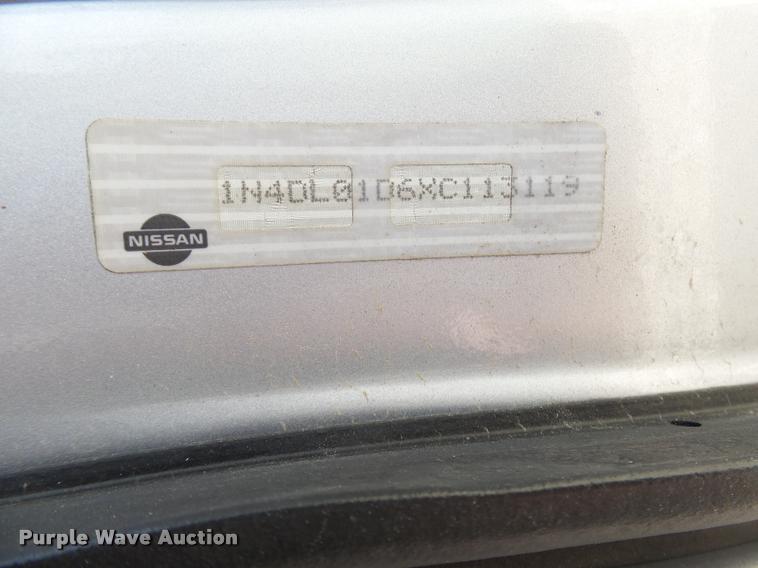 1N4DL01D6XC113119
NISSAN
Purple Wave Auction